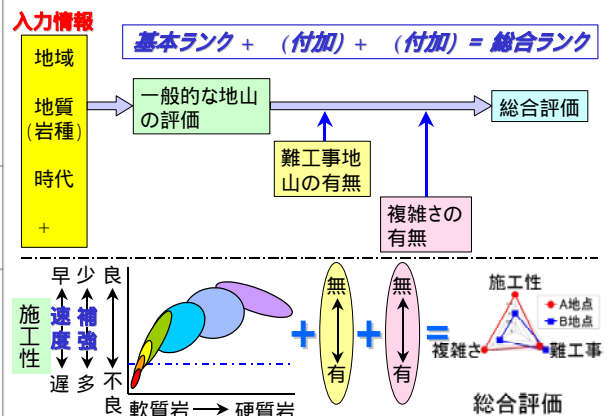 入力情報
基本ランク + (付加) + (付加) = 総合ランク
地域
地質
(岩種)
時代
+
一般的な地山
の評価
総合評価
難工事地
山の有無
複雑さの
有無
早 少 良
施工性
速度
補強
遅 多 不良
軟質岩 → 硬質岩
+
無
有
+
無
有
=
施工性
A地点
B地点
複雑さ
難工事
総合評価